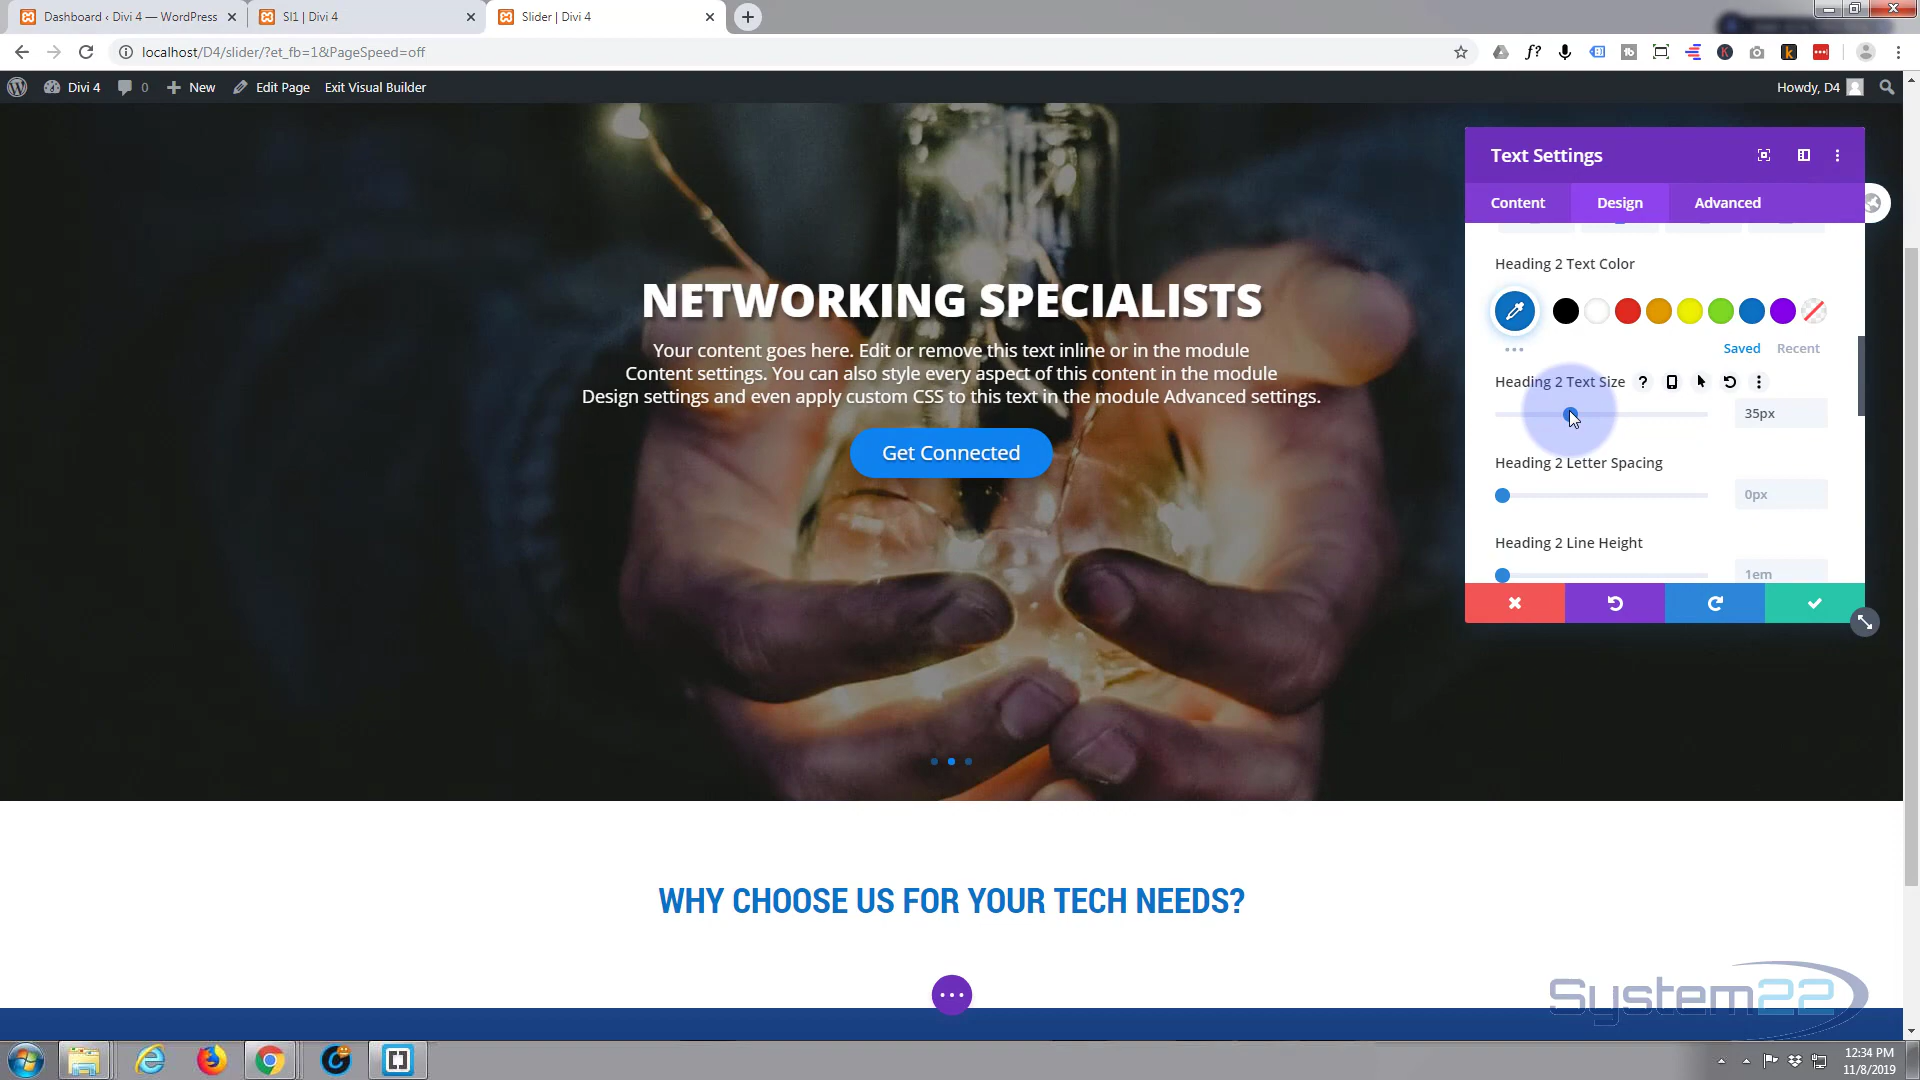 Dashboard ‹ Divi 4 — WordPress
Sl1 | Divi 4
Slider | Divi 4
localhost/D4/slider/?et_fb=1&PageSpeed=off
Divi 4
0
New
Edit Page
Exit Visual Builder
Howdy, D4
Text Settings
Content
Design
Advanced
Heading 2 Text Color
Saved
Recent
Heading 2 Text Size
35px
Heading 2 Letter Spacing
0px
Heading 2 Line Height
1em
NETWORKING SPECIALISTS
Your content goes here. Edit or remove this text inline or in the module
Content settings. You can also style every aspect of this content in the module
Design settings and even apply custom CSS to this text in the module Advanced settings.
Get Connected
WHY CHOOSE US FOR YOUR TECH NEEDS?
System22
12:34 PM
11/8/2019